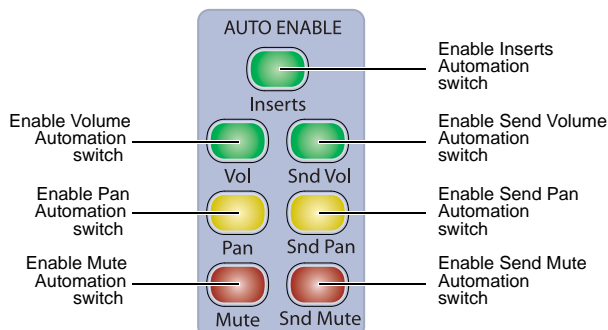 AUTO ENABLE
Enable Inserts
Automation
switch
Inserts
Enable Volume
Automation
switch
Enable Send Volume
Automation
switch
Vol
Snd Vol
Enable Pan
Automation
switch
Enable Send Pan
Automation
switch
Pan
Snd Pan
Enable Mute
Automation
switch
Enable Send Mute
Automation
switch
Mute
Snd Mute